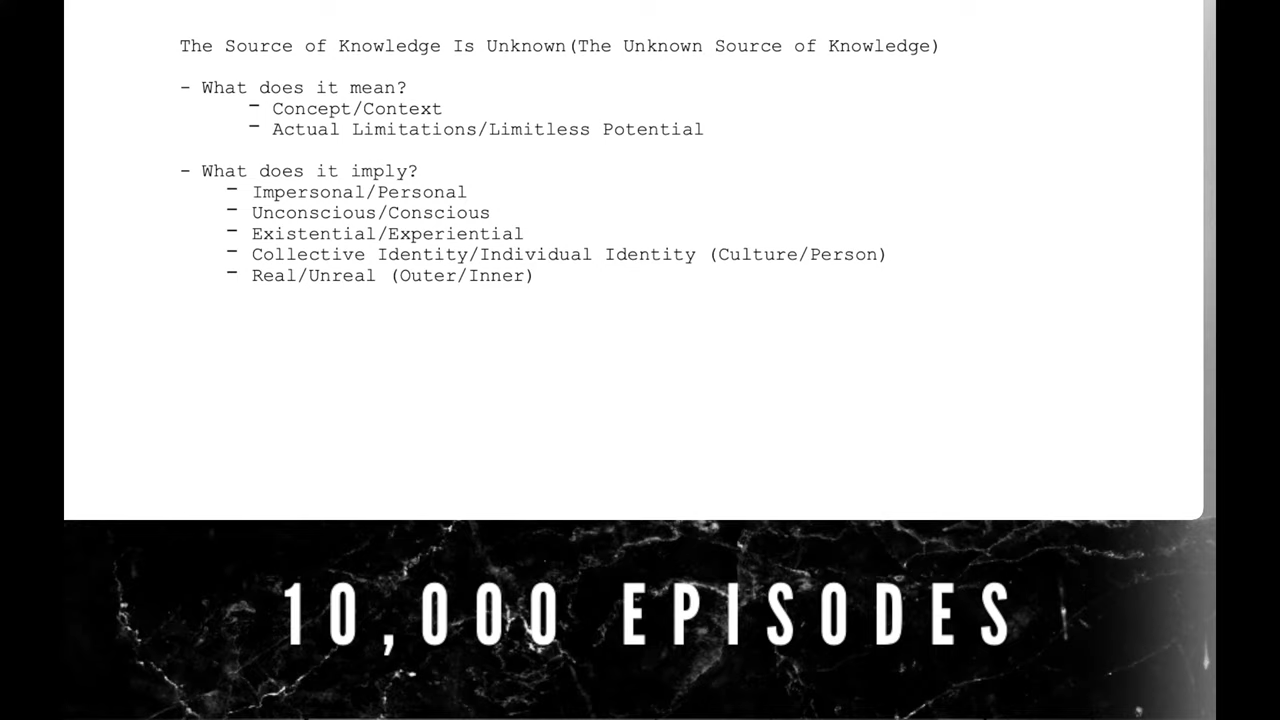 The Source of Knowledge Is Unknown(The Unknown Source of Knowledge)
- What does it mean?
- Concept/Context
- Actual Limitations/Limitless Potential
- What does it imply?
- Impersonal/Personal
- Unconscious/Conscious
- Existential/Experiential
- Collective Identity/Individual Identity (Culture/Person)
- Real/Unreal (Outer/Inner)
10,000 EPISODES